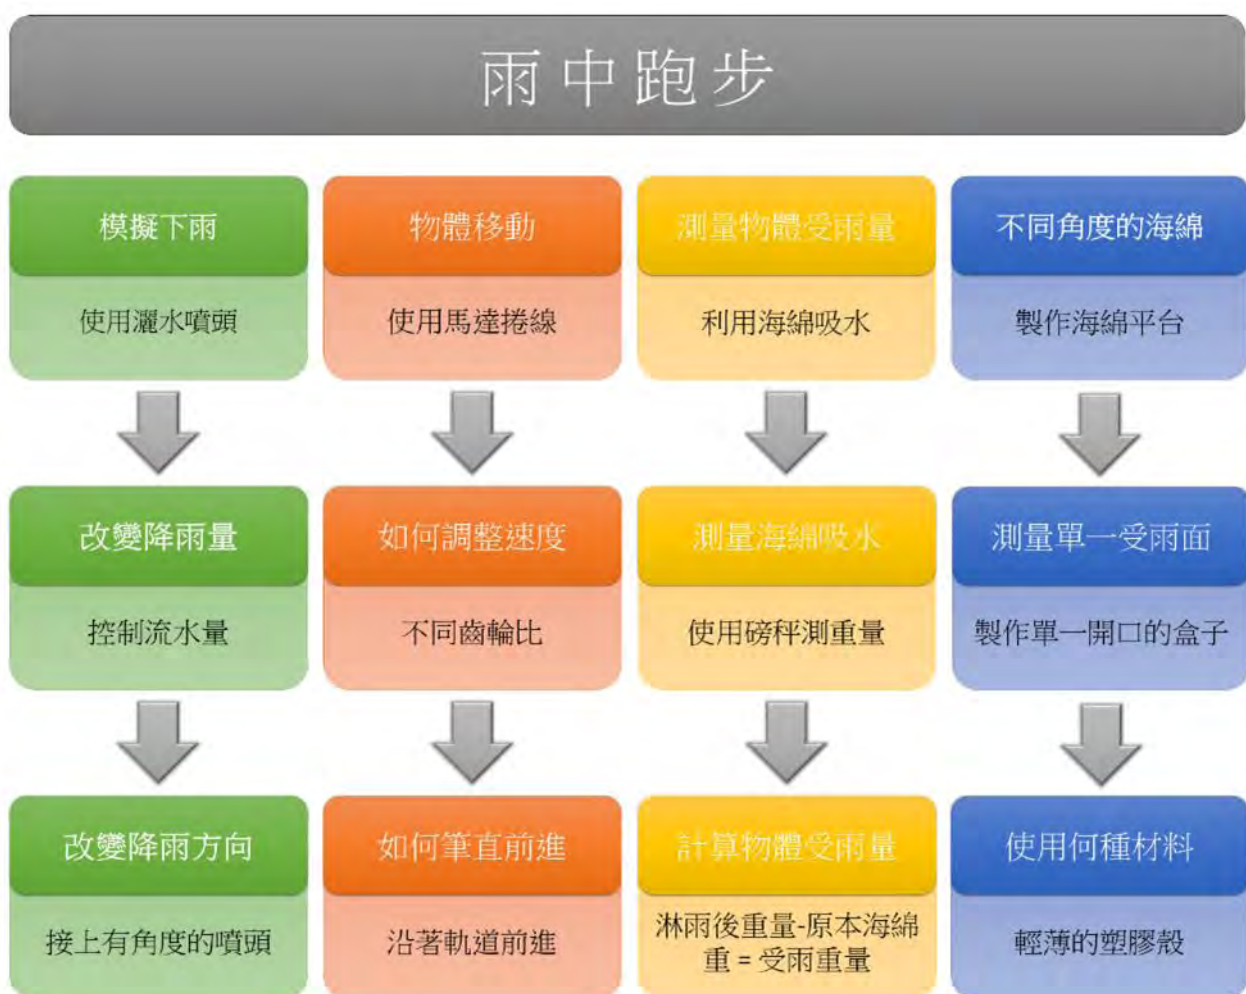 雨中跑步
模擬下雨
使用灑水噴頭
物體移動
使用馬達捲線
測量物體受雨量
利用海綿吸水
不同角度的海綿
製作海綿平台
改變降雨量
控制流水量
如何調整速度
不同齒輪比
測量海綿吸水
使用磅秤測重量
測量單一受雨面
製作單一開口的盒子
改變降雨方向
接上有角度的噴頭
如何筆直前進
沿著軌道前進
計算物體受雨量
淋雨後重量-原本海綿
重 = 受雨重量
使用何種材料
輕薄的塑膠殼